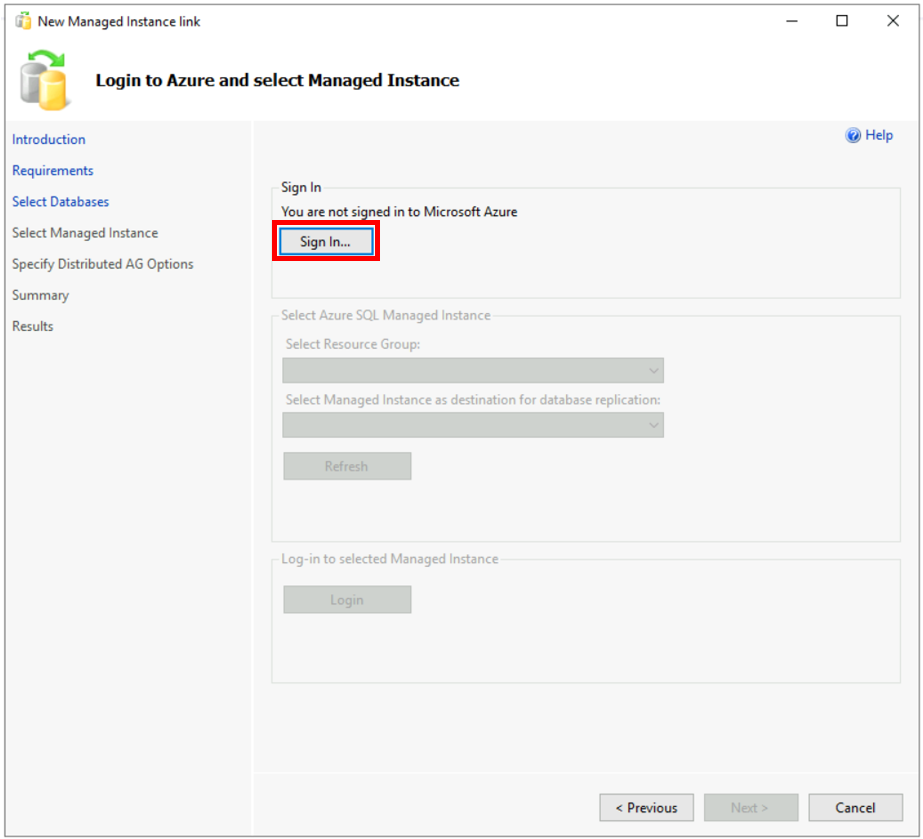 New Managed Instance link
Login to Azure and select Managed Instance
Introduction
Requirements
Select Databases
Select Managed Instance
Specify Distributed AG Options
Summary
Results
Help
Sign In
You are not signed in to Microsoft Azure
Sign In...
Select Azure SQL Managed Instance
Select Resource Group:
Select Managed Instance as destination for database replication:
Refresh
Log-in to selected Managed Instance
Login
< Previous
Next >
Cancel